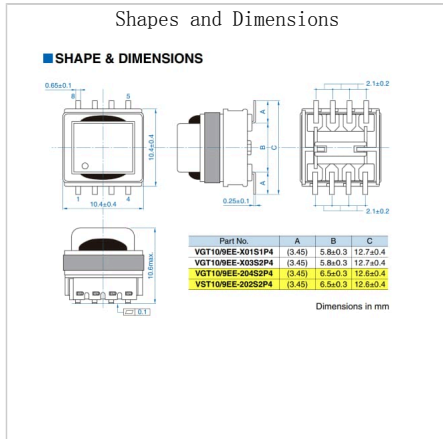 Shapes and Dimensions
SHAPE & DIMENSIONS
0.65±0.1
8
5
A
B
A
C
10.4±0.4
0.25±0.1
1
4
10.4±0.4
2.1±0.2
2.1±0.2
10.6max.
0.1
Part No. A B C
VGT10/9EE-X01S1P4 (3.45) 5.8±0.3 12.7±0.4
VGT10/9EE-X03S2P4 (3.45) 5.8±0.3 12.7±0.4
VGT10/9EE-204S2P4 (3.45) 6.5±0.3 12.6±0.4
VST10/9EE-202S2P4 (3.45) 6.5±0.3 12.6±0.4
Dimensions in mm